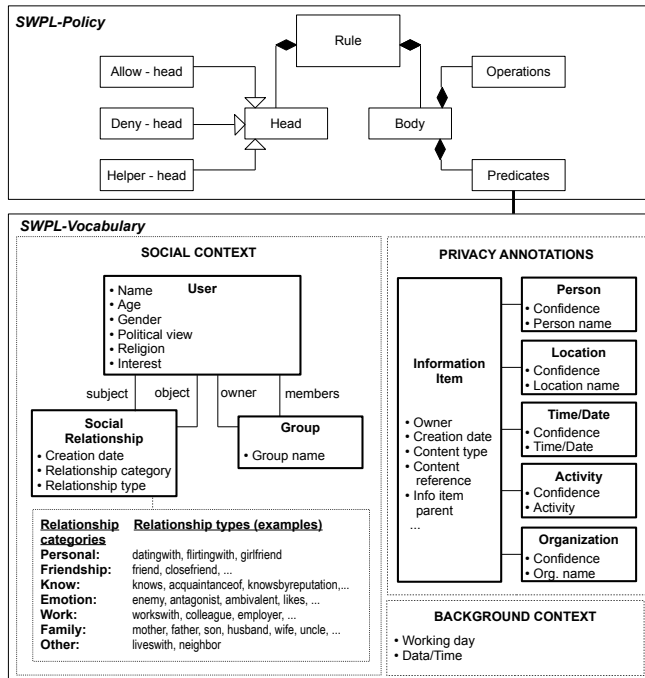 SWPL-Policy
Rule
Allow - head
Operations
Deny - head
Head
Body
Helper - head
Predicates
SWPL-Vocabulary
SOCIAL CONTEXT
User
• Name
• Age
• Gender
• Political view
• Religion
• Interest
subject
object
owner
members
Social
Relationship
• Creation date
• Relationship category
• Relationship type
Group
• Group name
Relationship
categories
Relationship types (examples)
Personal: datingwith, flirtingwith, girlfriend
Friendship: friend, closefriend, ...
Know: knows, acquaintanceof, knowsbyreputation,...
Emotion: enemy, antagonist, ambivalent, likes, ...
Work: workswith, colleague, employer, ...
Family: mother, father, son, husband, wife, uncle, ...
Other: liveswith, neighbor
PRIVACY ANNOTATIONS
Information
Item
• Owner
• Creation date
• Content type
• Content
reference
• Info item
parent
...
Person
• Confidence
• Person name
Location
• Confidence
• Location name
Time/Date
• Confidence
• Time/Date
Activity
• Confidence
• Activity
Organization
• Confidence
• Org. name
BACKGROUND CONTEXT
• Working day
• Data/Time